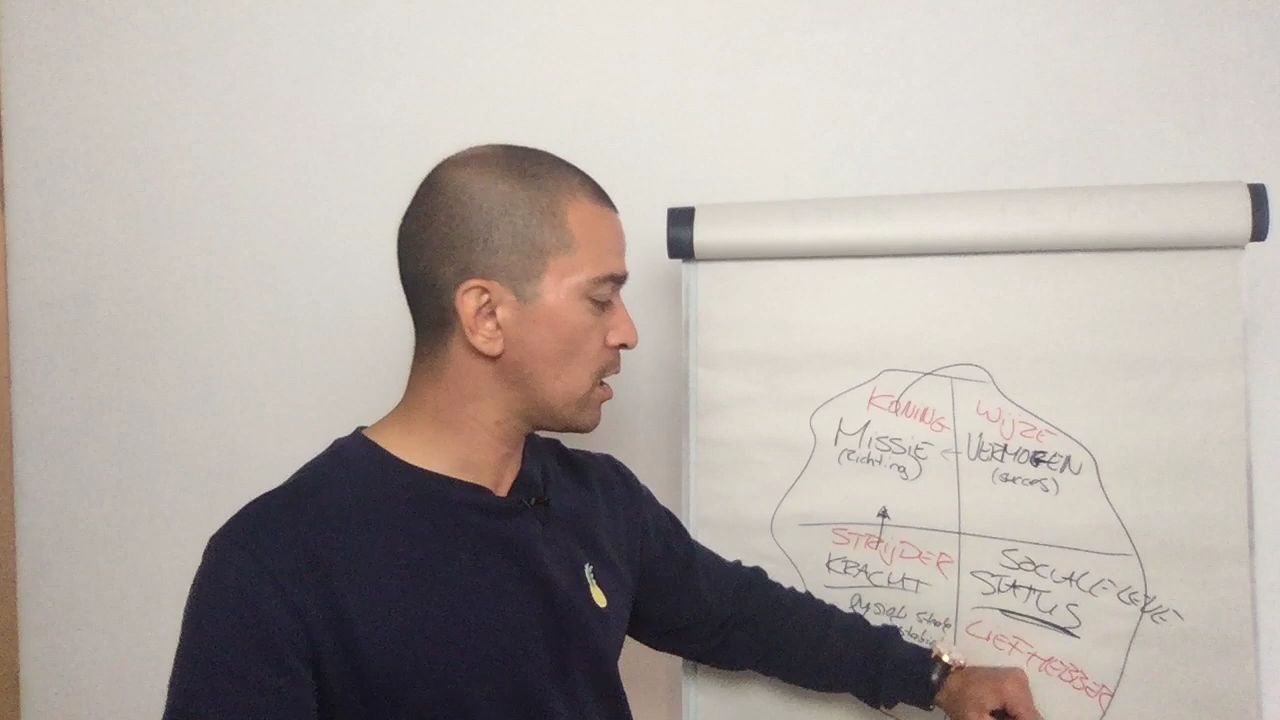 KONING
MISSIE
(richting)
WIJZE
VERMOGEN
(succes)
STRIJDER
KRACHT
SOCIALE LEVE
STATUS
LIEFHEBBER